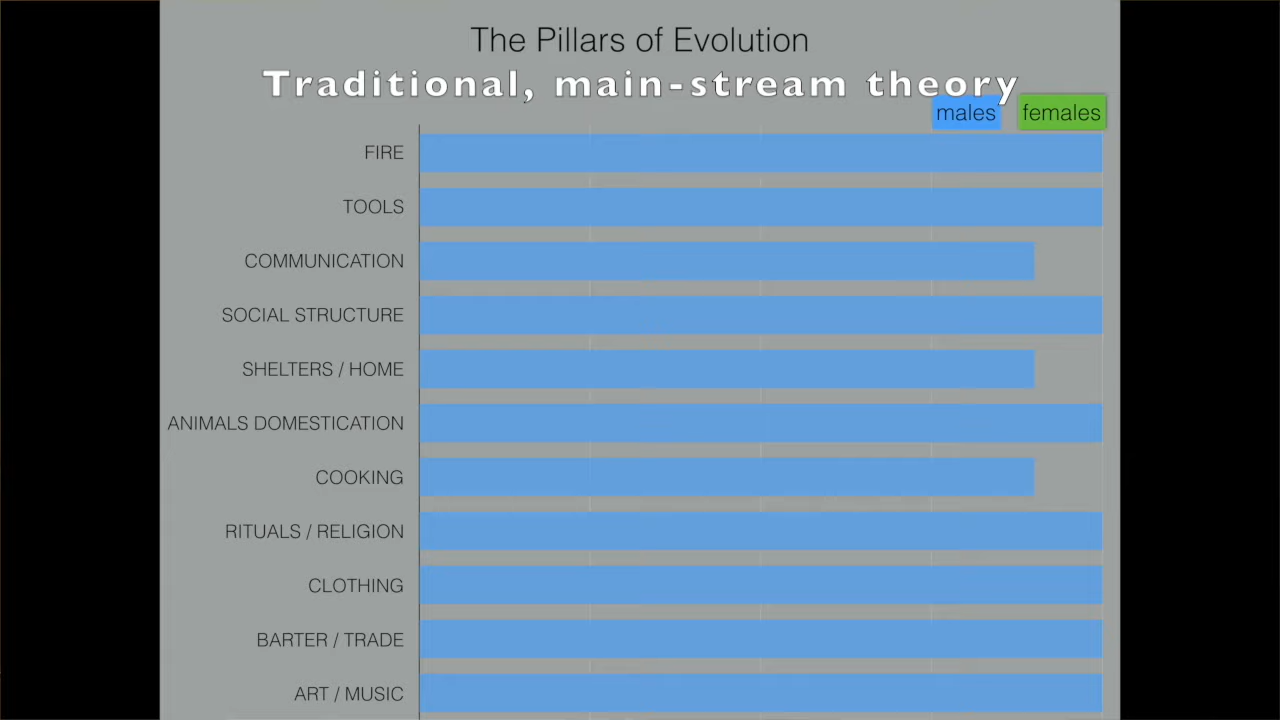 The Pillars of Evolution
Traditional, main-stream theory
males females
FIRE
TOOLS
COMMUNICATION
SOCIAL STRUCTURE
SHELTERS / HOME
ANIMALS DOMESTICATION
COOKING
RITUALS / RELIGION
CLOTHING
BARTER / TRADE
ART / MUSIC